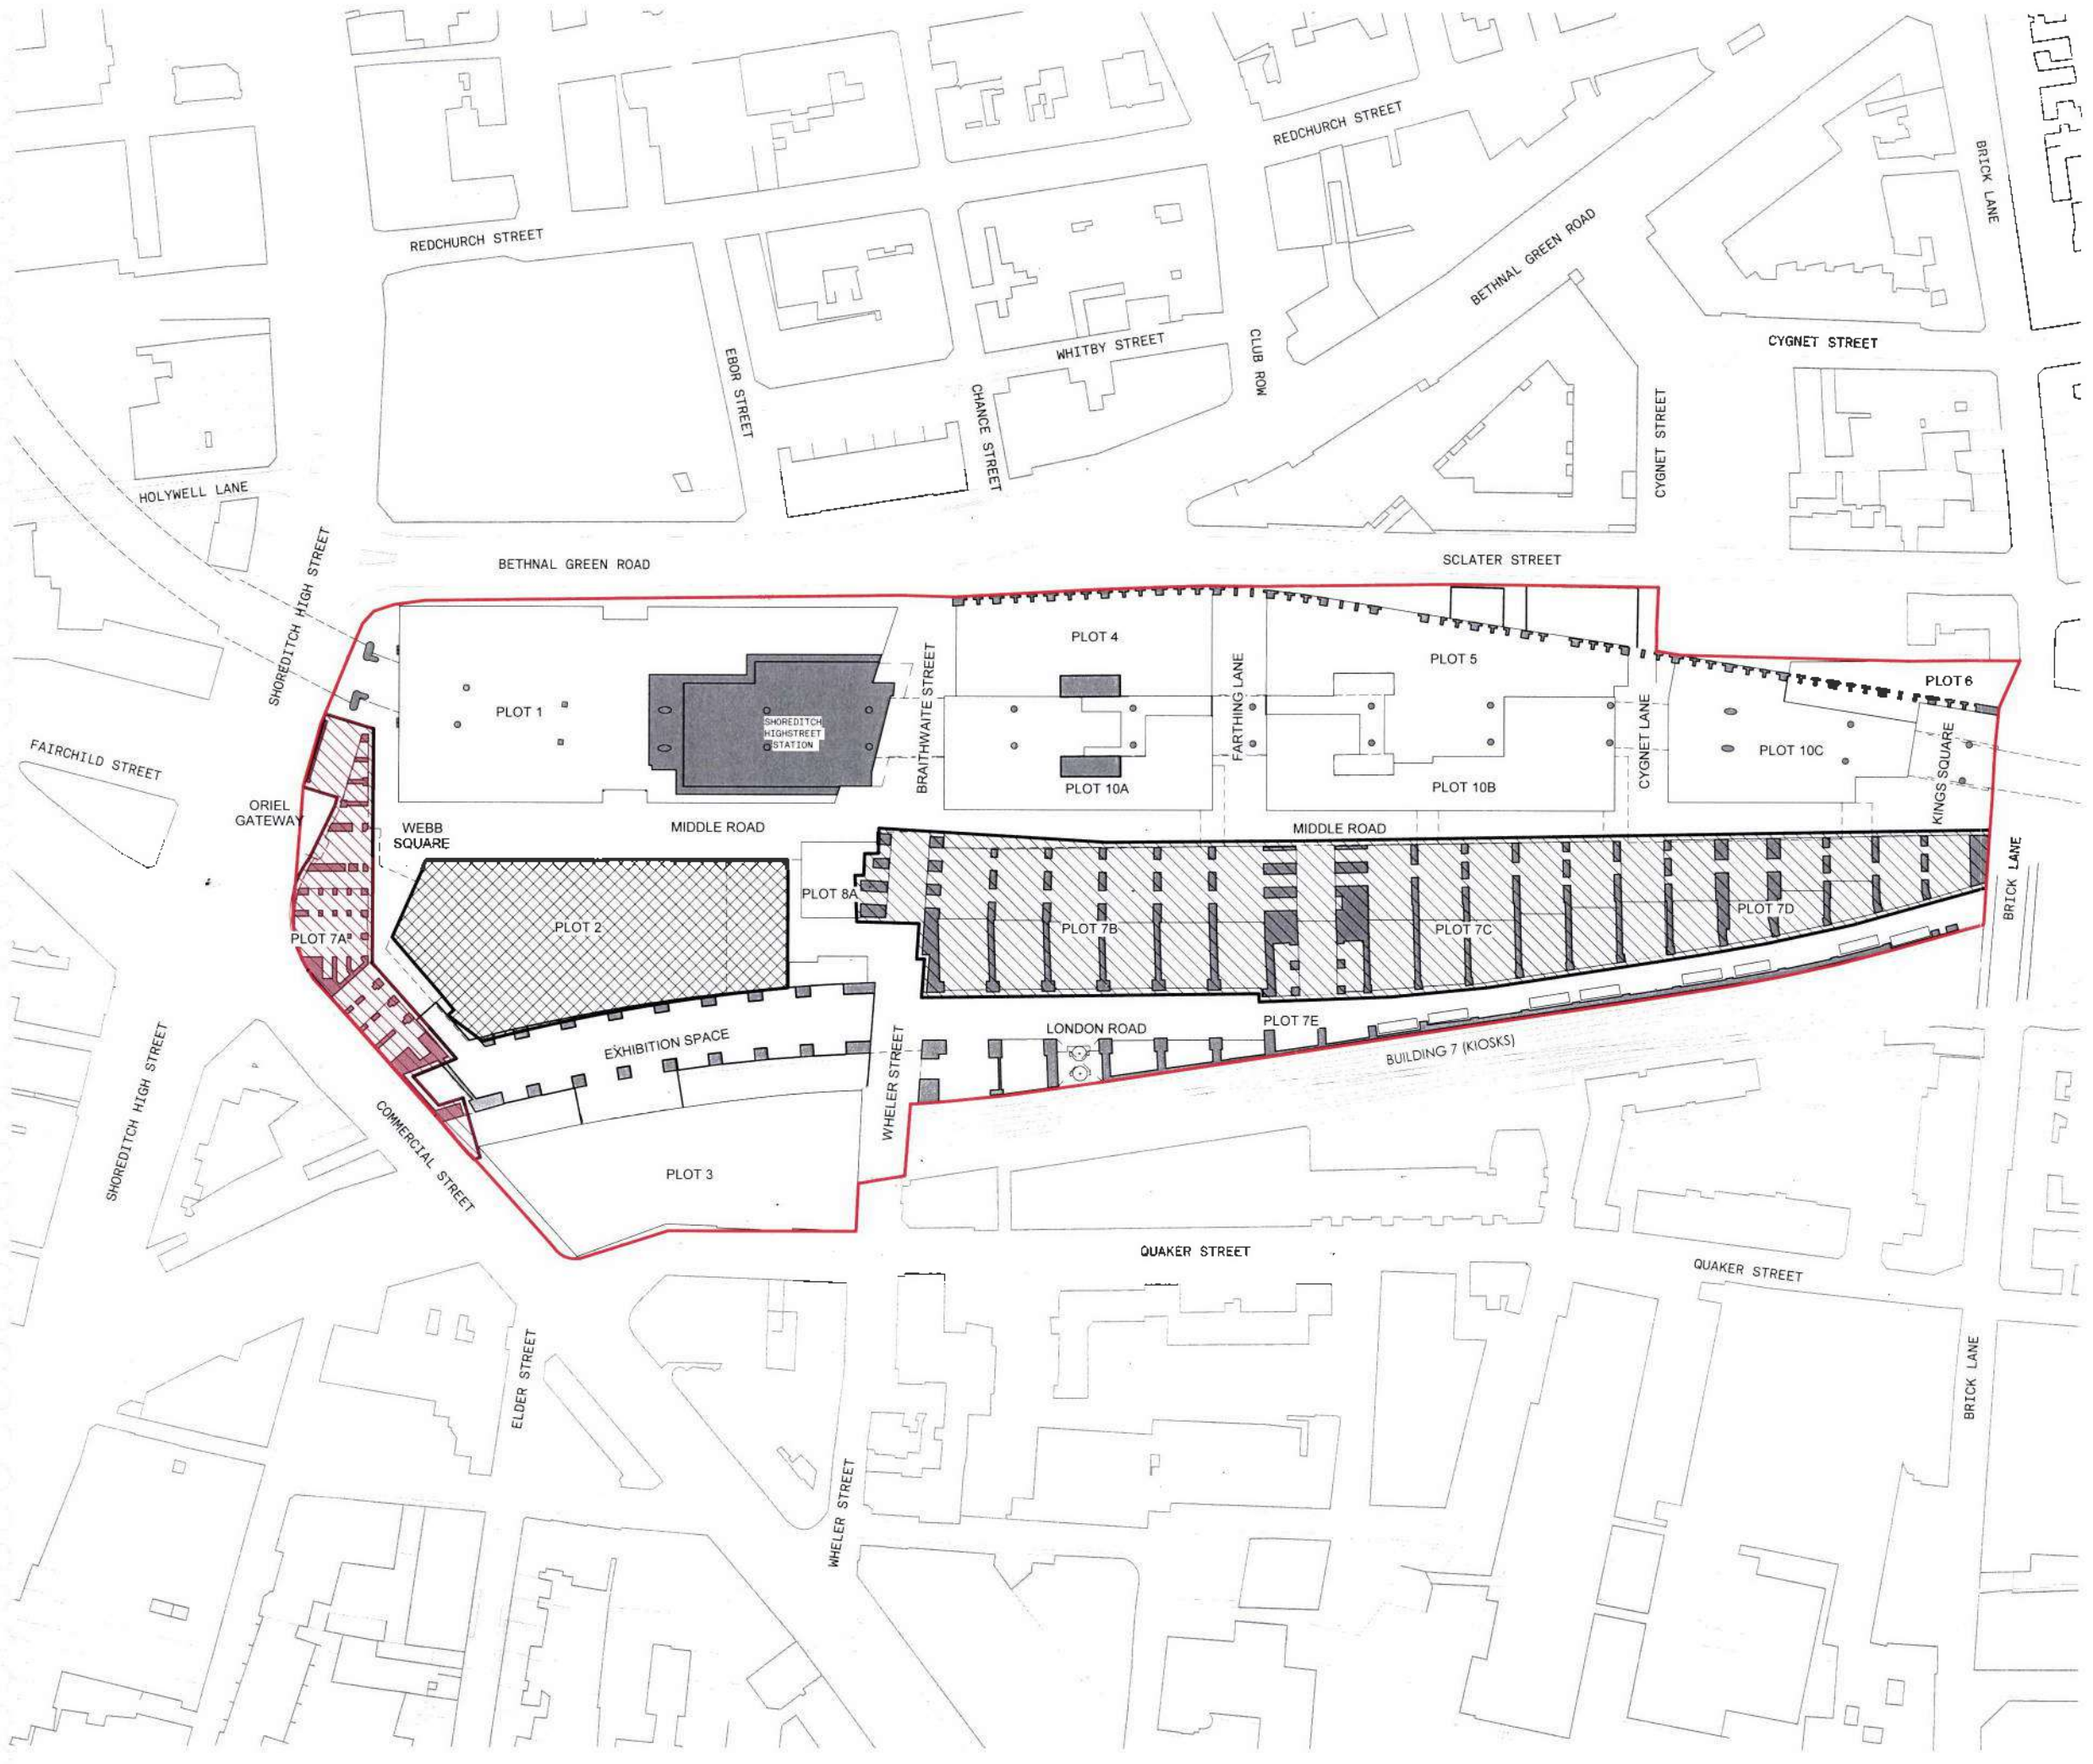 REDCHURCH STREET
BRICK LANE
REDCHURCH STREET
BETHNAL GREEN ROAD
WHITBY STREET
CLUB ROW
CYGNET STREET
EBOR STREET
CHANCE STREET
CYGNET STREET
HOLYWELL LANE
SHOREDITCH HIGH STREET
BETHNAL GREEN ROAD
SCLATER STREET
PLOT 4
PLOT 5
PLOT 6
BRAITHWAITE STREET
FARTHING LANE
CYGNET LANE
KINGS SQUARE
PLOT 1
SHOREDITCH
HIGHSTREET
STATION
PLOT 10C
FAIRCHILD STREET
PLOT 10A
PLOT 10B
ORIEL
GATEWAY
WEBB
SQUARE
MIDDLE ROAD
MIDDLE ROAD
BRICK LANE
PLOT 8A
PLOT 7D
PLOT 2
PLOT 7B
PLOT 7C
PLOT 7A
PLOT 7E
LONDON ROAD
EXHIBITION SPACE
BUILDING 7 (KIOSKS)
WHELER STREET
SHOREDITCH HIGH STREET
COMMERCIAL STREET
PLOT 3
QUAKER STREET
QUAKER STREET
ELDER STREET
BRICK LANE
WHELER STREET
BRICK LANE